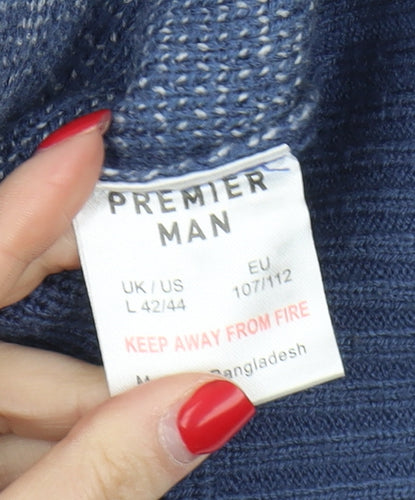 PREMIER
MAN
UK / US EU
L 42/44 107/112
KEEP AWAY FROM FIRE
Bangladesh